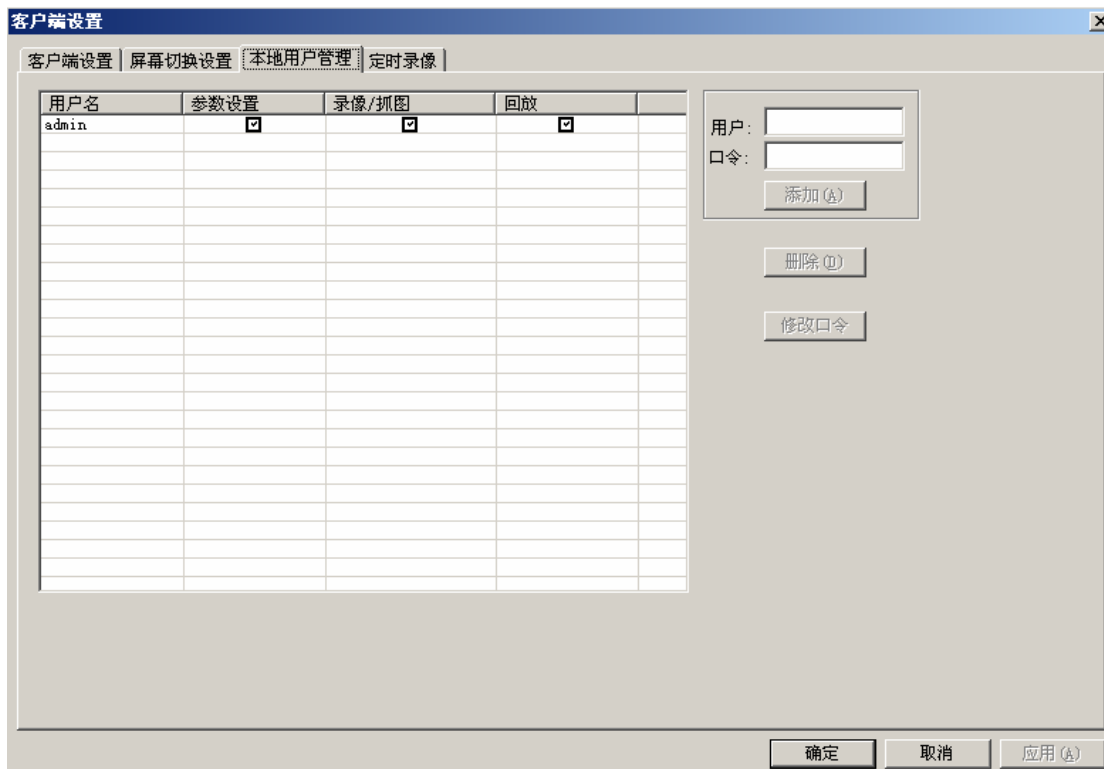 客户端设置
客户端设置 屏幕切换设置 本地用户管理 定时录像
用户名 参数设置 录像/抓图 回放
admin
用户:
口令:
添加(A)
删除(D)
修改口令
确定 取消 应用(A)